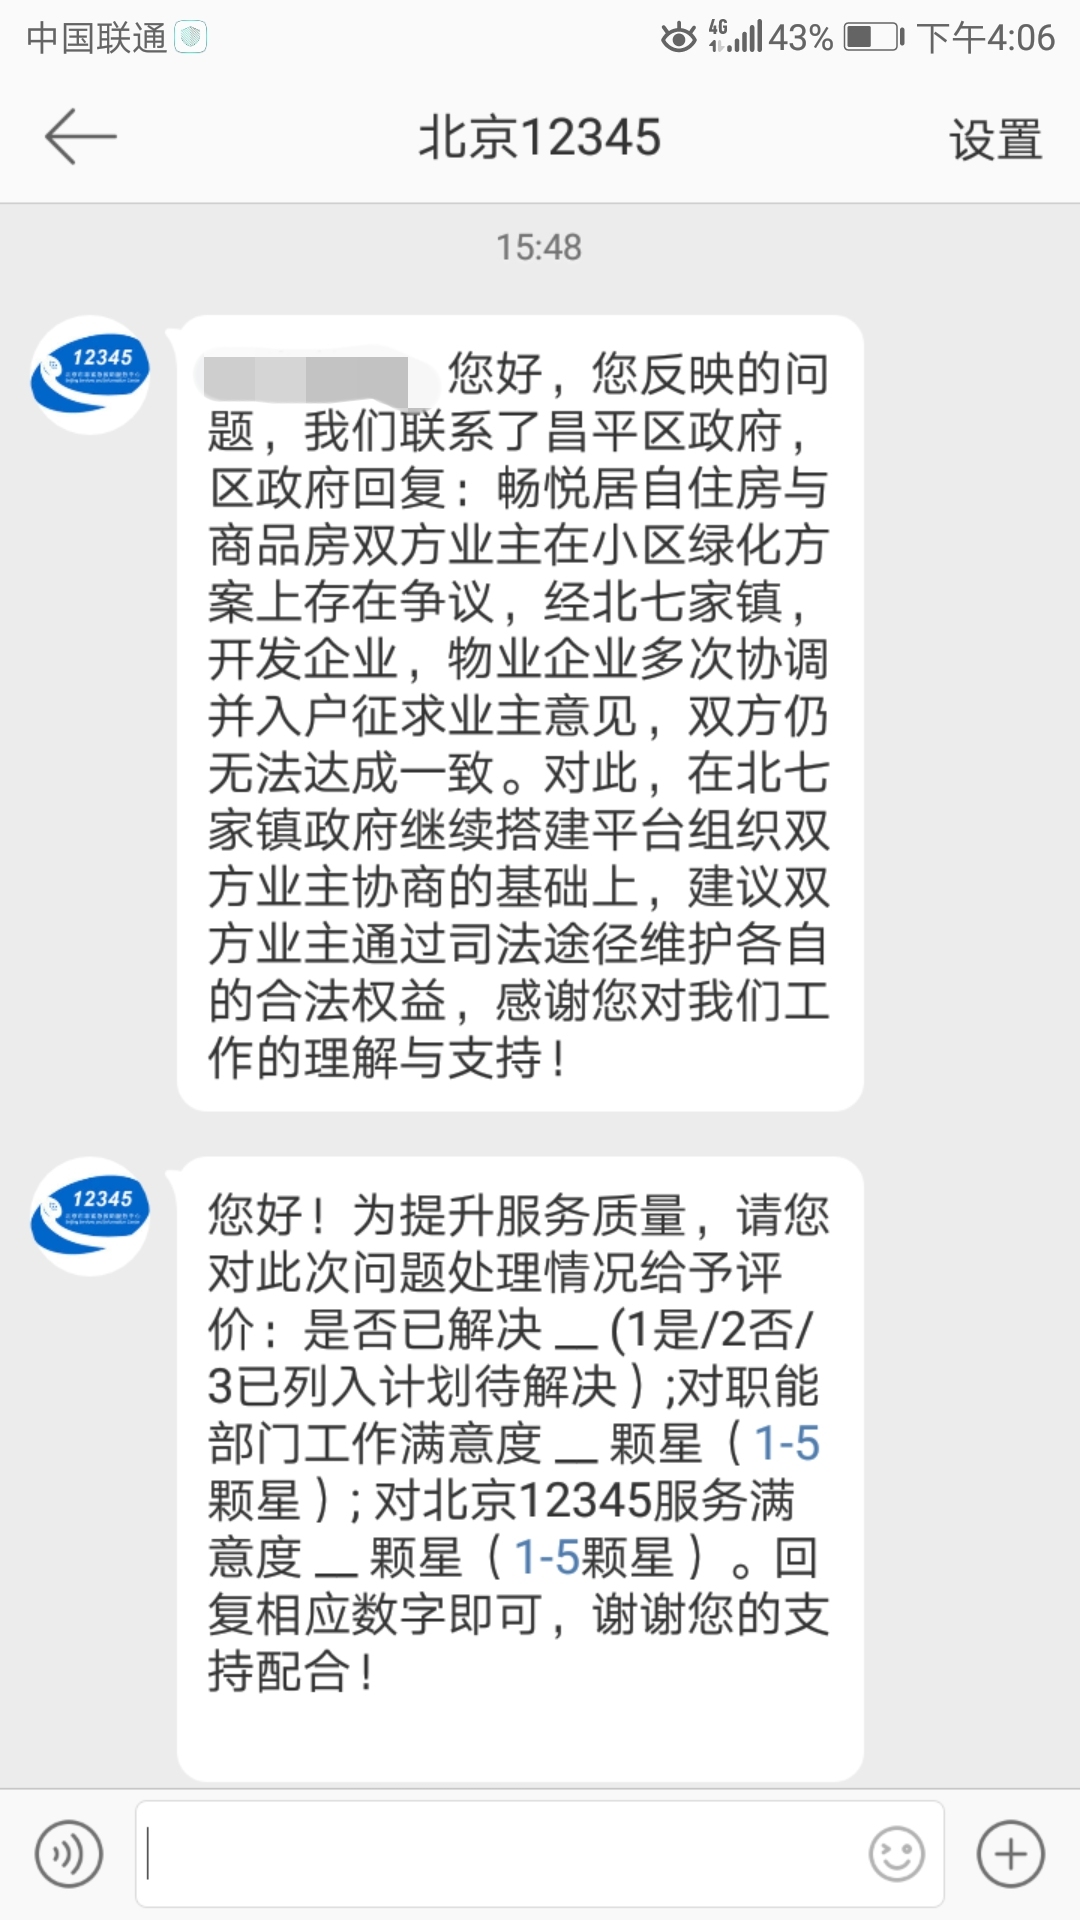 中国联通 4G 43% 下午4:06
北京12345 设置
15:48
12345
您好，您反映的问
题，我们联系了昌平区政府，
区政府回复：畅悦居自住房与
商品房双方业主在小区绿化方
案上存在争议，经北七家镇，
开发企业，物业企业多次协调
并入户征求业主意见，双方仍
无法达成一致。对此，在北七
家镇政府继续搭建平台组织双
方业主协商的基础上，建议双
方业主通过司法途径维护各自
的合法权益，感谢您对我们工
作的理解与支持！
12345
您好！为提升服务质量，请您
对此次问题处理情况给予评
价：是否已解决＿(1是/2否/
3已列入计划待解决）;对职能
部门工作满意度＿颗星（1-5
颗星）; 对北京12345服务满
意度＿颗星（1-5颗星）。回
复相应数字即可，谢谢您的支
持配合！